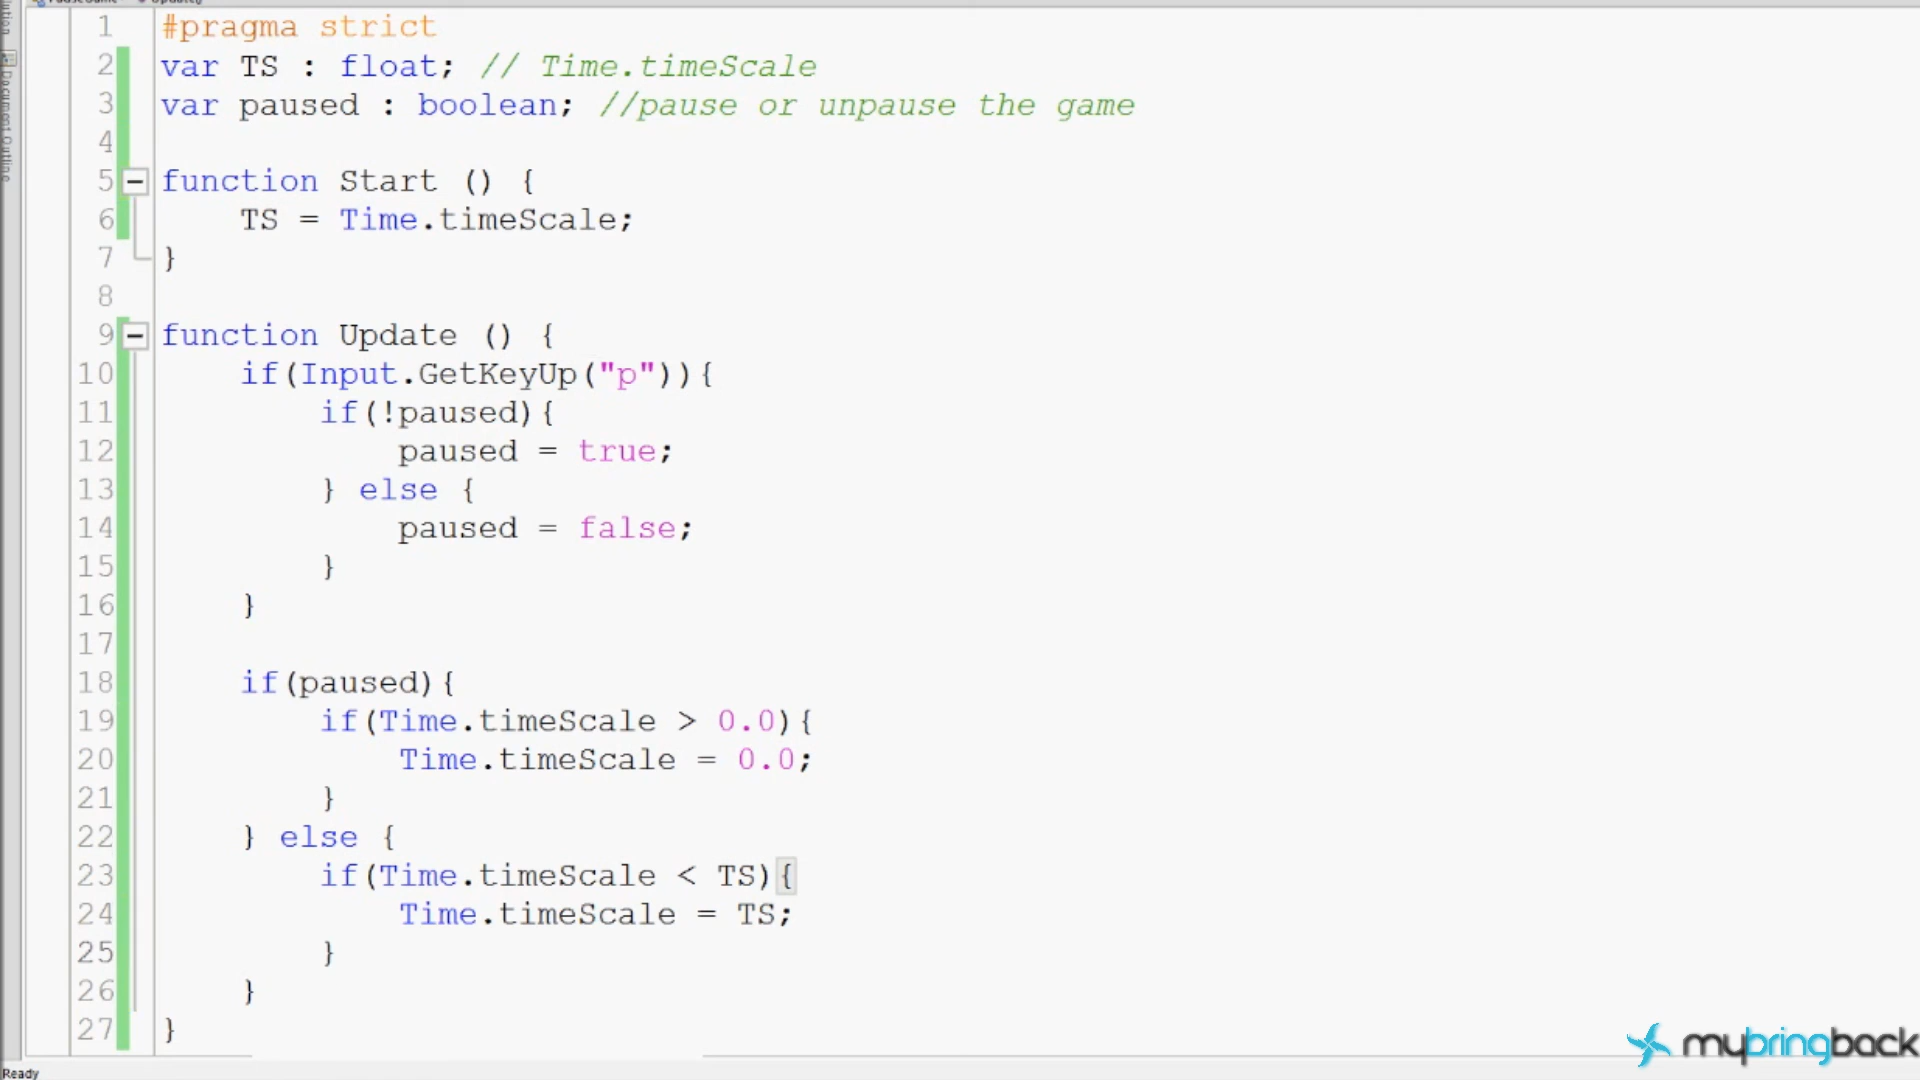 1 #pragma strict
2 var TS : float; // Time.timeScale
3 var paused : boolean; //pause or unpause the game
4
5 function Start () {
6 TS = Time.timeScale;
7 }
8
9 function Update () {
10 if(Input.GetKeyUp("p")){
11 if(!paused){
12 paused = true;
13 } else {
14 paused = false;
15 }
16 }
17
18 if(paused){
19 if(Time.timeScale > 0.0){
20 Time.timeScale = 0.0;
21 }
22 } else {
23 if(Time.timeScale < TS){
24 Time.timeScale = TS;
25 }
26 }
27 }
Document Outline
Ready
mybringback